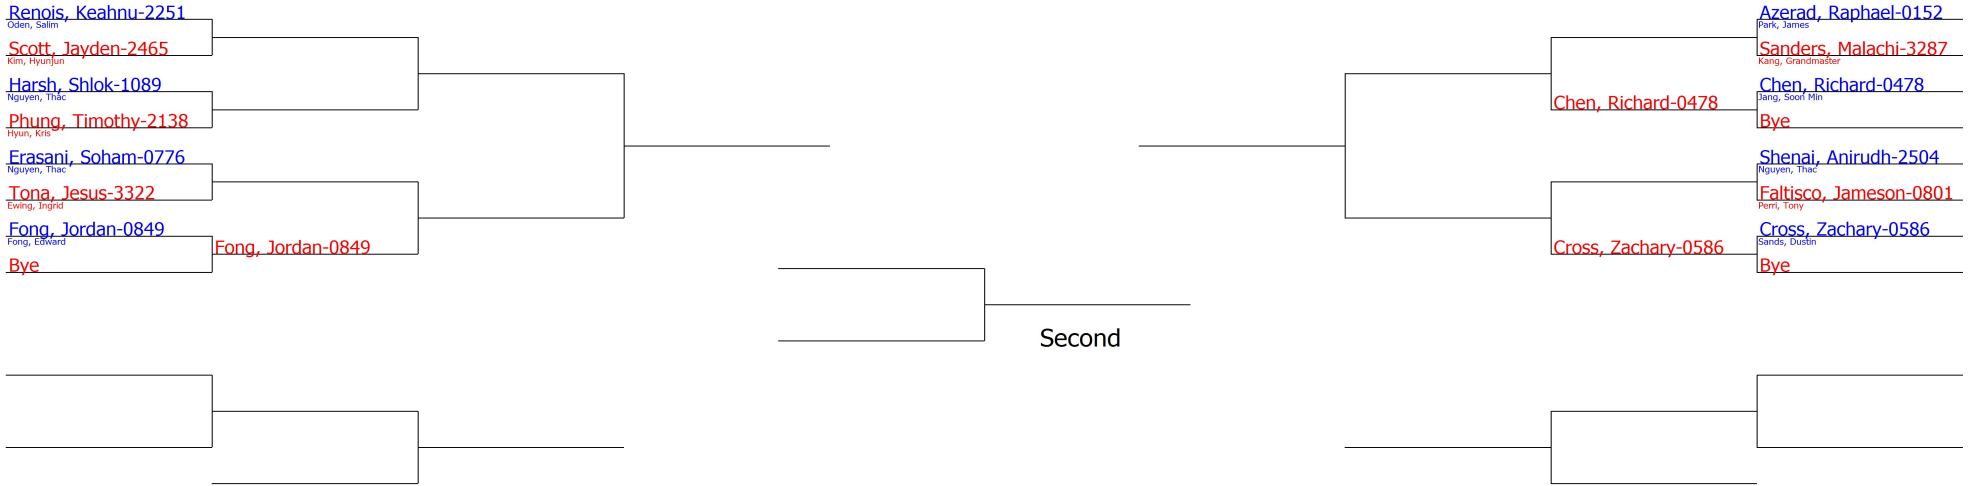 Renois, Keahnu-2251
Oden, Salim
Scott, Jayden-2465
Kim, Hyunjun
Harsh, Shlok-1089
Nguyen, Thac
Phung, Timothy-2138
Hyun, Kris
Erasani, Soham-0776
Nguyen, Thac
Tona, Jesus-3322
Ewing, Ingrid
Fong, Jordan-0849
Fong, Edward
Bye
Fong, Jordan-0849
Second
Chen, Richard-0478
Cross, Zachary-0586
Azerad, Raphael-0152
Park, James
Sanders, Malachi-3287
Kang, Grandmaster
Chen, Richard-0478
Jang, Soon Min
Bye
Shenai, Anirudh-2504
Nguyen, Thac
Faltisco, Jameson-0801
Perri, Tony
Cross, Zachary-0586
Sands, Dustin
Bye